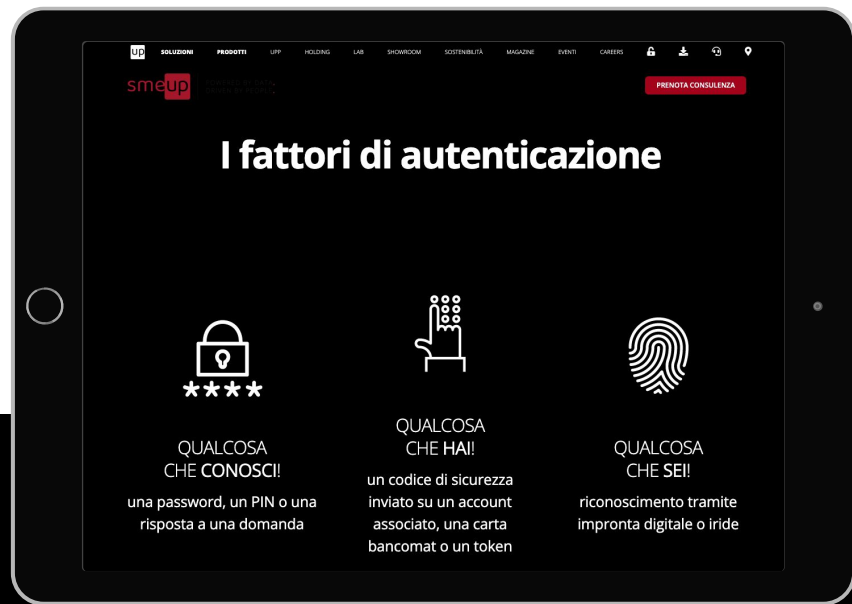 up SOLUZIONI PRODOTTI UPP HOLDING LAB SHOWROOM SOSTENIBILITÀ MAGAZINE EVENTI CAREERS
smeup
PRENOTA CONSULENZA
I fattori di autenticazione
****
QUALCOSA
CHE CONOSCI!
una password, un PIN o una
risposta a una domanda
QUALCOSA
CHE HAI!
un codice di sicurezza
inviato su un account
associato, una carta
bancomat o un token
QUALCOSA
CHE SEI!
riconoscimento tramite
impronta digitale o iride